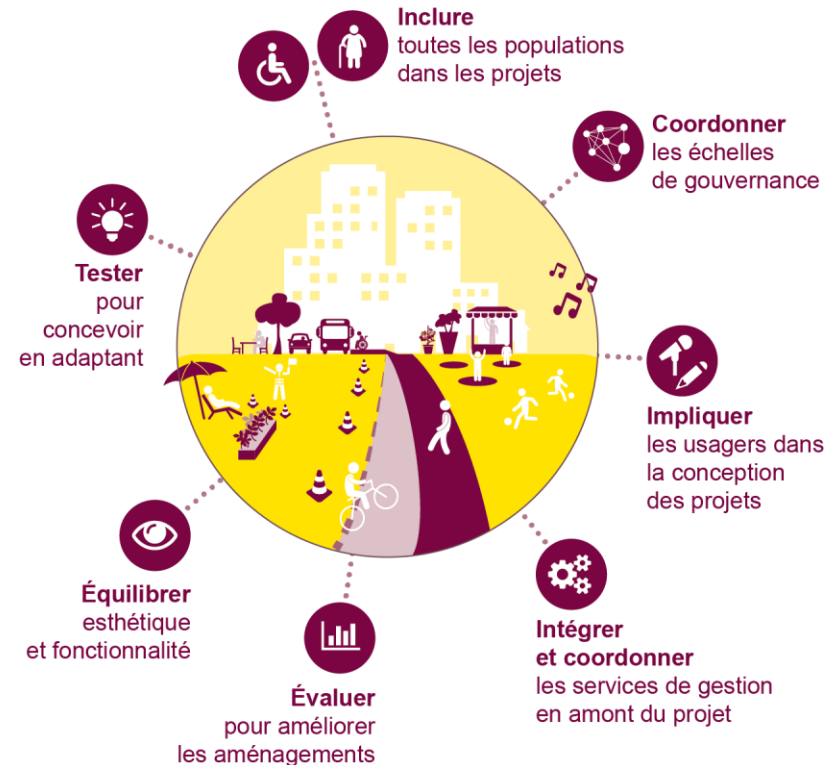 Inclure
toutes les populations
dans les projets
Coordonner
les échelles
de gouvernance
Impliquer
les usagers dans
la conception
des projets
Intégrer
et coordonner
les services de gestion
en amont du projet
Évaluer
pour améliorer
les aménagements
Équilibrer
esthétique
et fonctionnalité
Tester
pour
concevoir
en adaptant